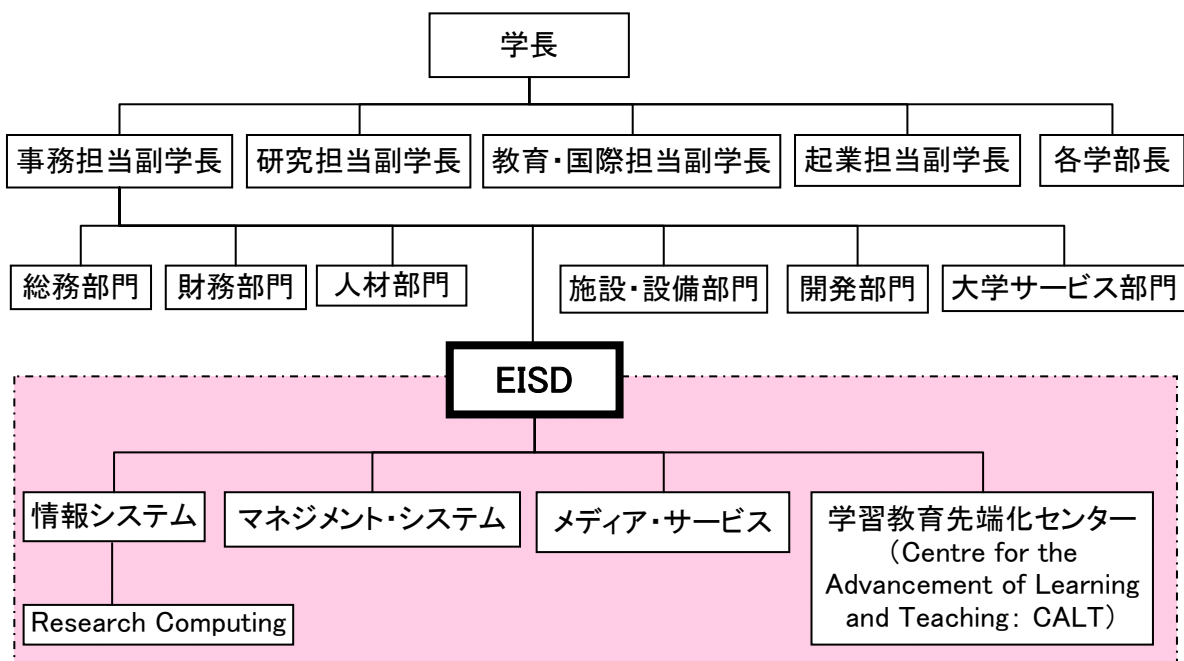 学長
事務担当副学長
研究担当副学長
教育・国際担当副学長
起業担当副学長
各学部長
総務部門
財務部門
人材部門
施設・設備部門
開発部門
大学サービス部門
EISD
情報システム
マネジメント・システム
メディア・サービス
学習教育先端化センター
（Centre for the
Advancement of Learning
and Teaching： CALT）
Research Computing